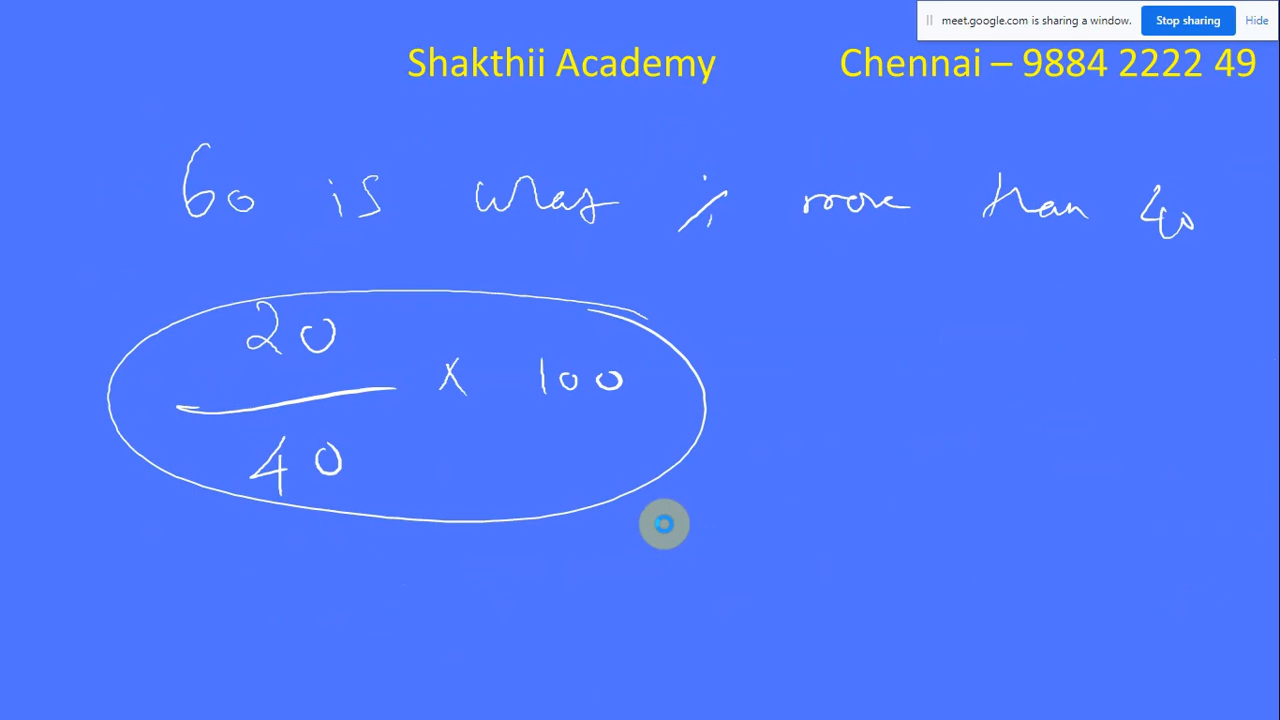 meet.google.com is sharing a window. Stop sharing Hide
Shakthii Academy Chennai – 9884 2222 49
60 is what % more than 40
20
× 100
40